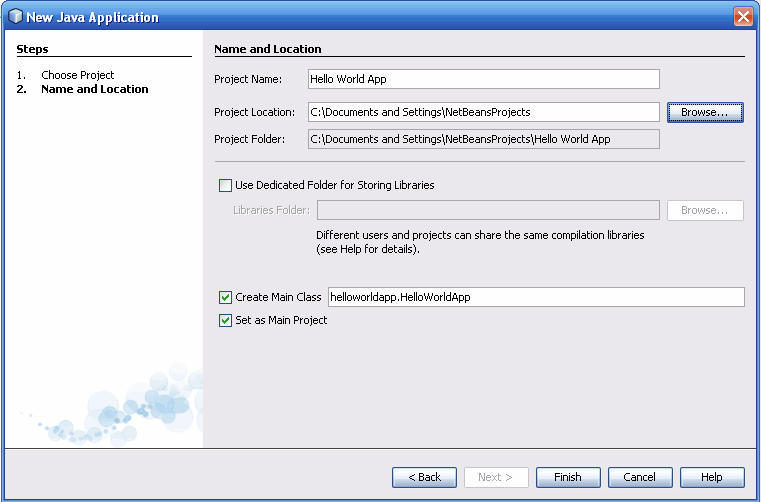 New Java Application
Steps
1. Choose Project
2. Name and Location
Name and Location
Project Name: Hello World App
Project Location: C:\Documents and Settings\NetBeansProjects Browse...
Project Folder: C:\Documents and Settings\NetBeansProjects\Hello World App
Use Dedicated Folder for Storing Libraries
Libraries Folder: Browse...
Different users and projects can share the same compilation libraries
(see Help for details).
Create Main Class helloworldapp.HelloWorldApp
Set as Main Project
< Back Next > Finish Cancel Help